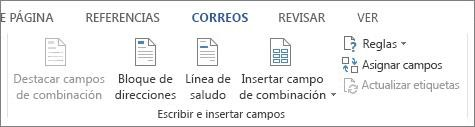 E PÁGINA REFERENCIAS CORREOS REVISAR VER
Destacar campos de combinación
Bloque de direcciones
Línea de saludo
Insertar campo de combinación
Reglas
Asignar campos
Actualizar etiquetas
Escribir e insertar campos